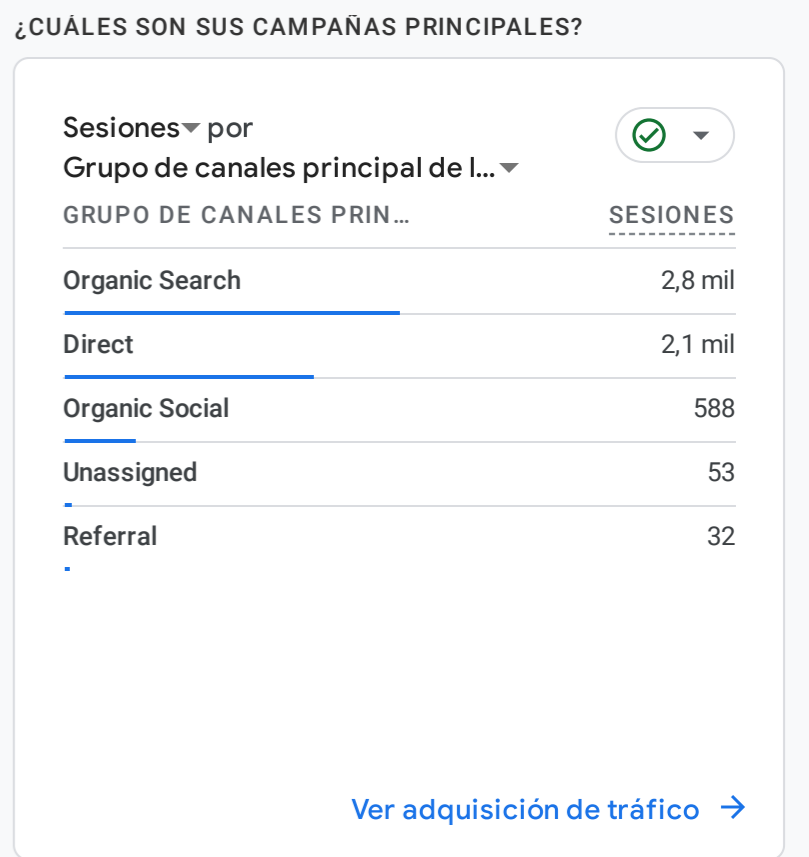 ¿CUÁLES SON SUS CAMPAÑAS PRINCIPALES?
Sesiones por
Grupo de canales principal de l...
GRUPO DE CANALES PRIN... SESIONES
Organic Search 2,8 mil
Direct 2,1 mil
Organic Social 588
Unassigned 53
Referral 32
Ver adquisición de tráfico